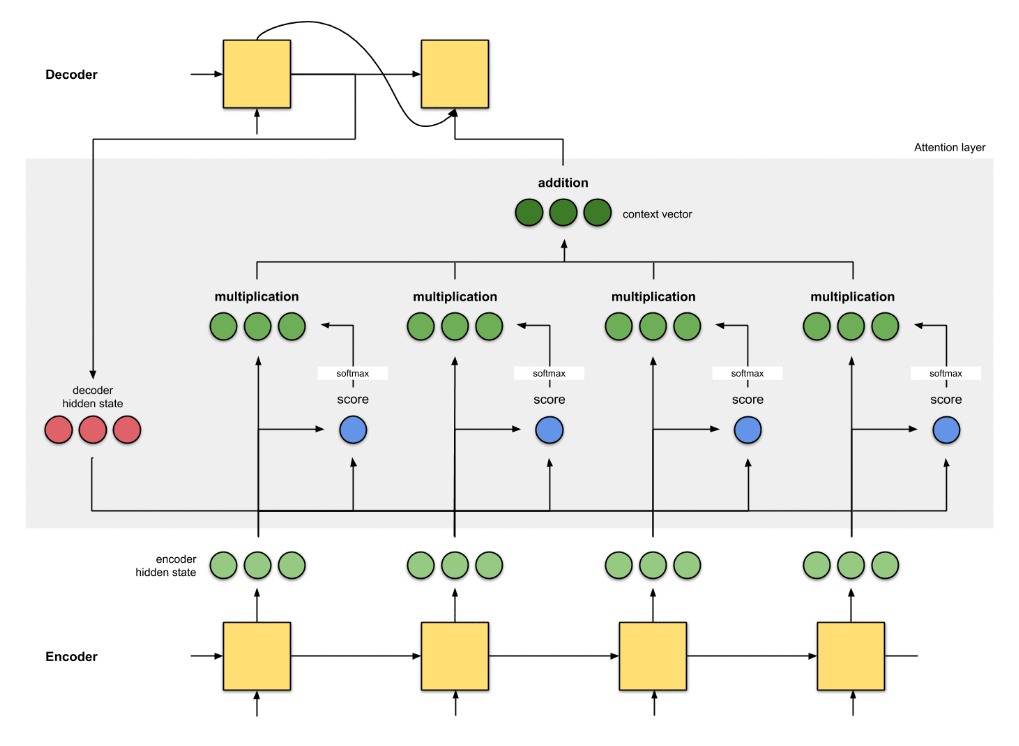 Decoder
Attention layer
addition
context vector
multiplication
multiplication
multiplication
multiplication
softmax
softmax
softmax
softmax
decoder
hidden state
score
score
score
score
encoder
hidden state
Encoder